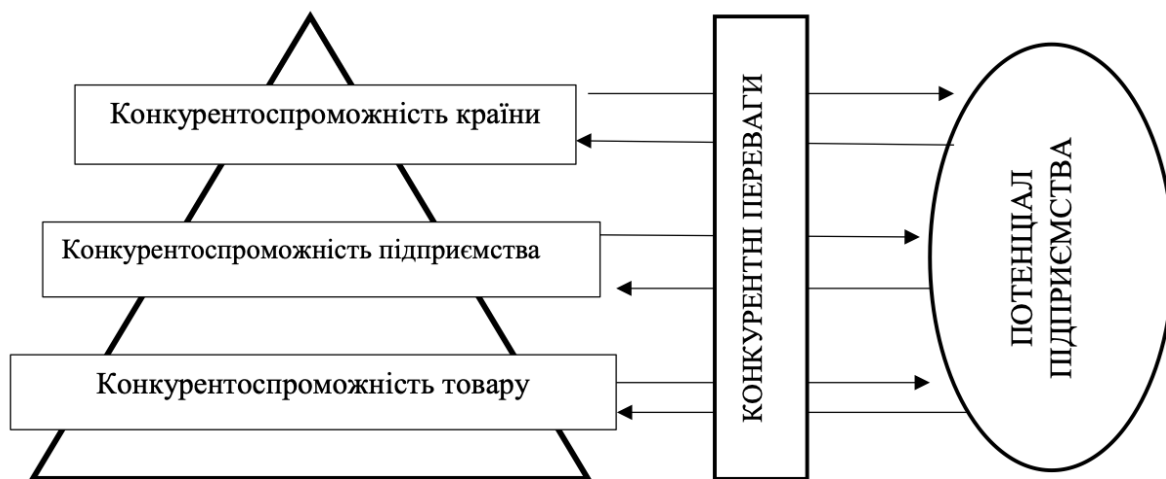 Конкурентоспроможність країни
Конкурентоспроможність підприємства
Конкурентоспроможність товару
КОНКУРЕНТНІ ПЕРЕВАГИ
ПОТЕНЦІАЛ
ПІДПРИЄМСТВА